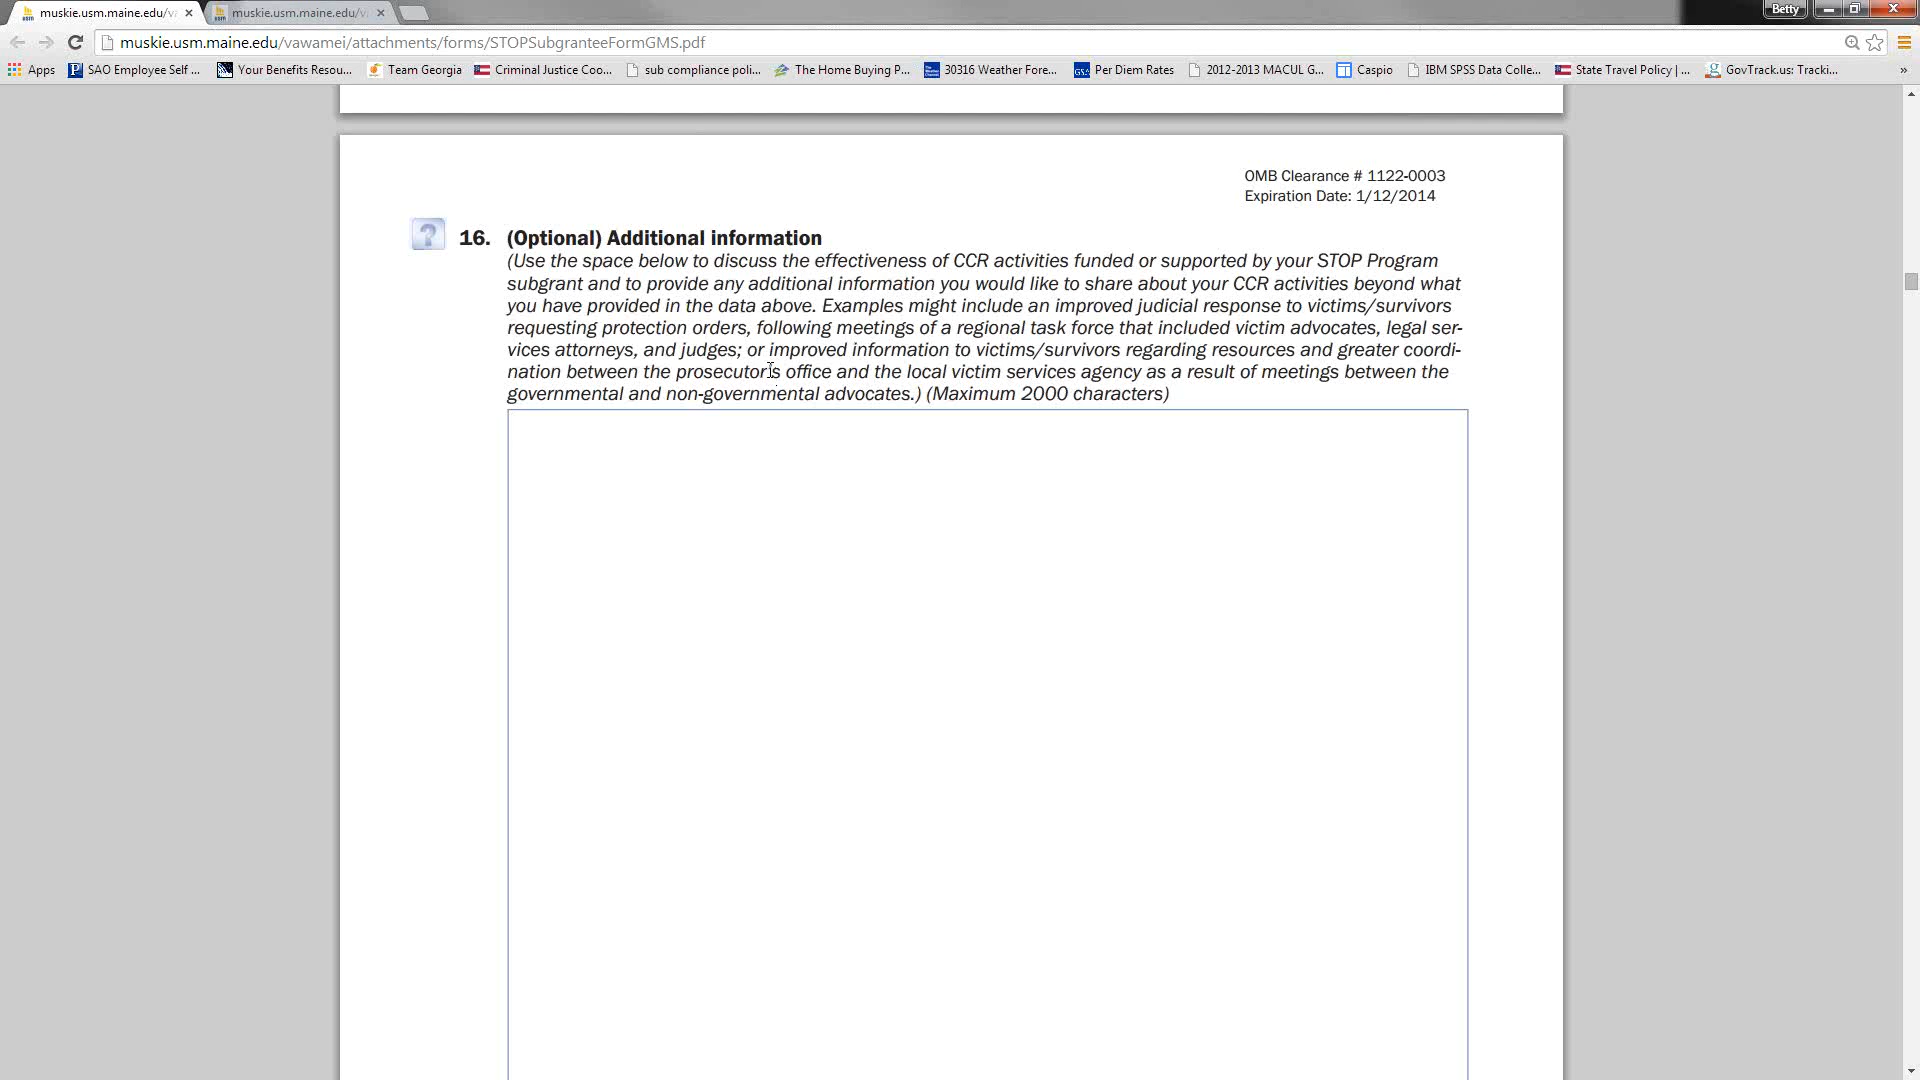 muskie.usm.maine.edu/v
muskie.usm.maine.edu/v
Betty
muskie.usm.maine.edu/vawamei/attachments/forms/STOPSubgranteeFormGMS.pdf
Apps
SAO Employee Self ...
Your Benefits Resou...
Team Georgia
Criminal Justice Coo...
sub compliance poli...
The Home Buying P...
30316 Weather Fore...
Per Diem Rates
2012-2013 MACUL G...
Caspio
IBM SPSS Data Colle...
State Travel Policy | ...
GovTrack.us: Tracki...
»
OMB Clearance # 1122-0003
Expiration Date: 1/12/2014
? 16. (Optional) Additional information
(Use the space below to discuss the effectiveness of CCR activities funded or supported by your STOP Program
subgrant and to provide any additional information you would like to share about your CCR activities beyond what
you have provided in the data above. Examples might include an improved judicial response to victims/survivors
requesting protection orders, following meetings of a regional task force that included victim advocates, legal ser-
vices attorneys, and judges; or improved information to victims/survivors regarding resources and greater coordi-
nation between the prosecutor's office and the local victim services agency as a result of meetings between the
governmental and non-governmental advocates.) (Maximum 2000 characters)